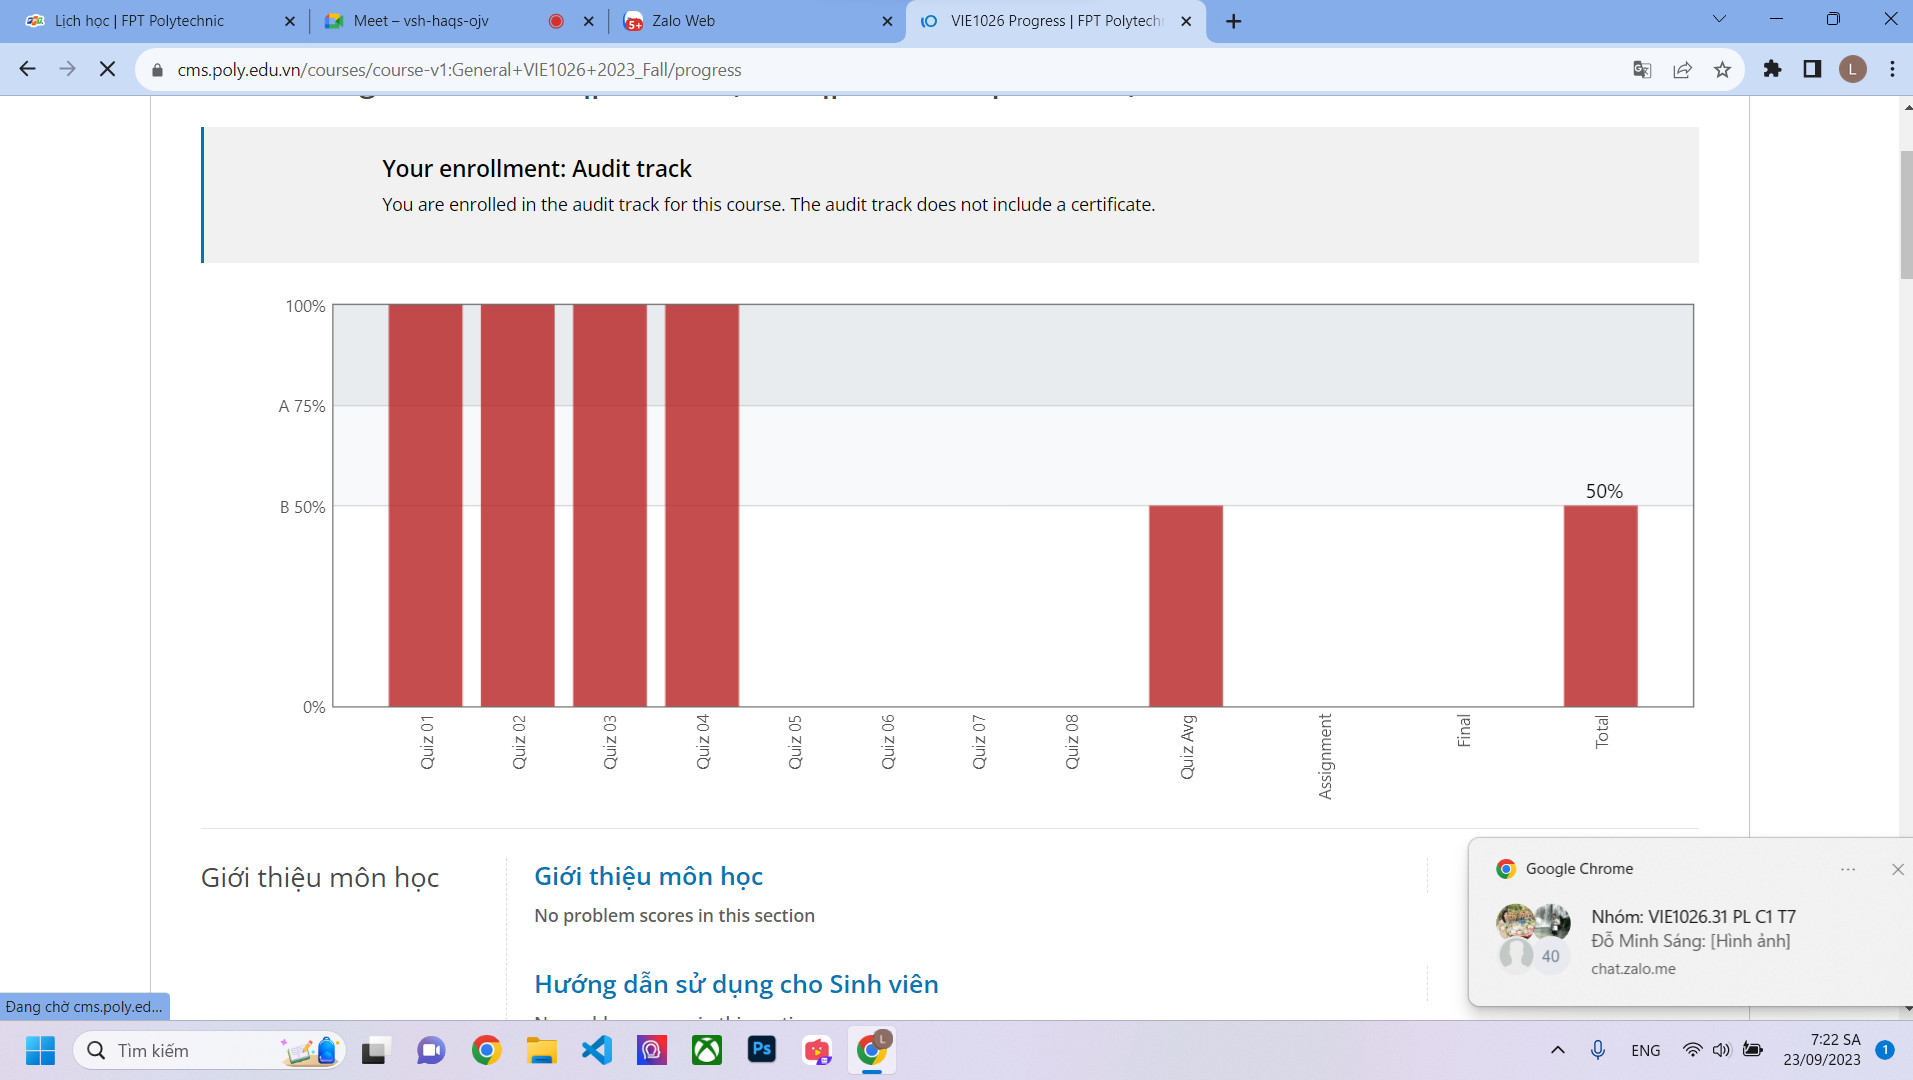 Lịch học | FPT Polytechnic
Meet – vsh-haqs-ojv
5+
Zalo Web
VIE1026 Progress | FPT Polytechn
cms.poly.edu.vn/courses/course-v1:General+VIE1026+2023_Fall/progress
L
Your enrollment: Audit track
You are enrolled in the audit track for this course. The audit track does not include a certificate.
100%
A 75%
B 50%
0%
50%
Quiz 01
Quiz 02
Quiz 03
Quiz 04
Quiz 05
Quiz 06
Quiz 07
Quiz 08
Quiz Avg
Assignment
Final
Total
Giới thiệu môn học
Giới thiệu môn học
No problem scores in this section
Hướng dẫn sử dụng cho Sinh viên
Google Chrome
Nhóm: VIE1026.31 PL C1 T7
Đỗ Minh Sáng: [Hình ảnh]
40
chat.zalo.me
Đang chờ cms.poly.ed...
Tìm kiếm
Ps
L
ENG
7:22 SA
23/09/2023
1